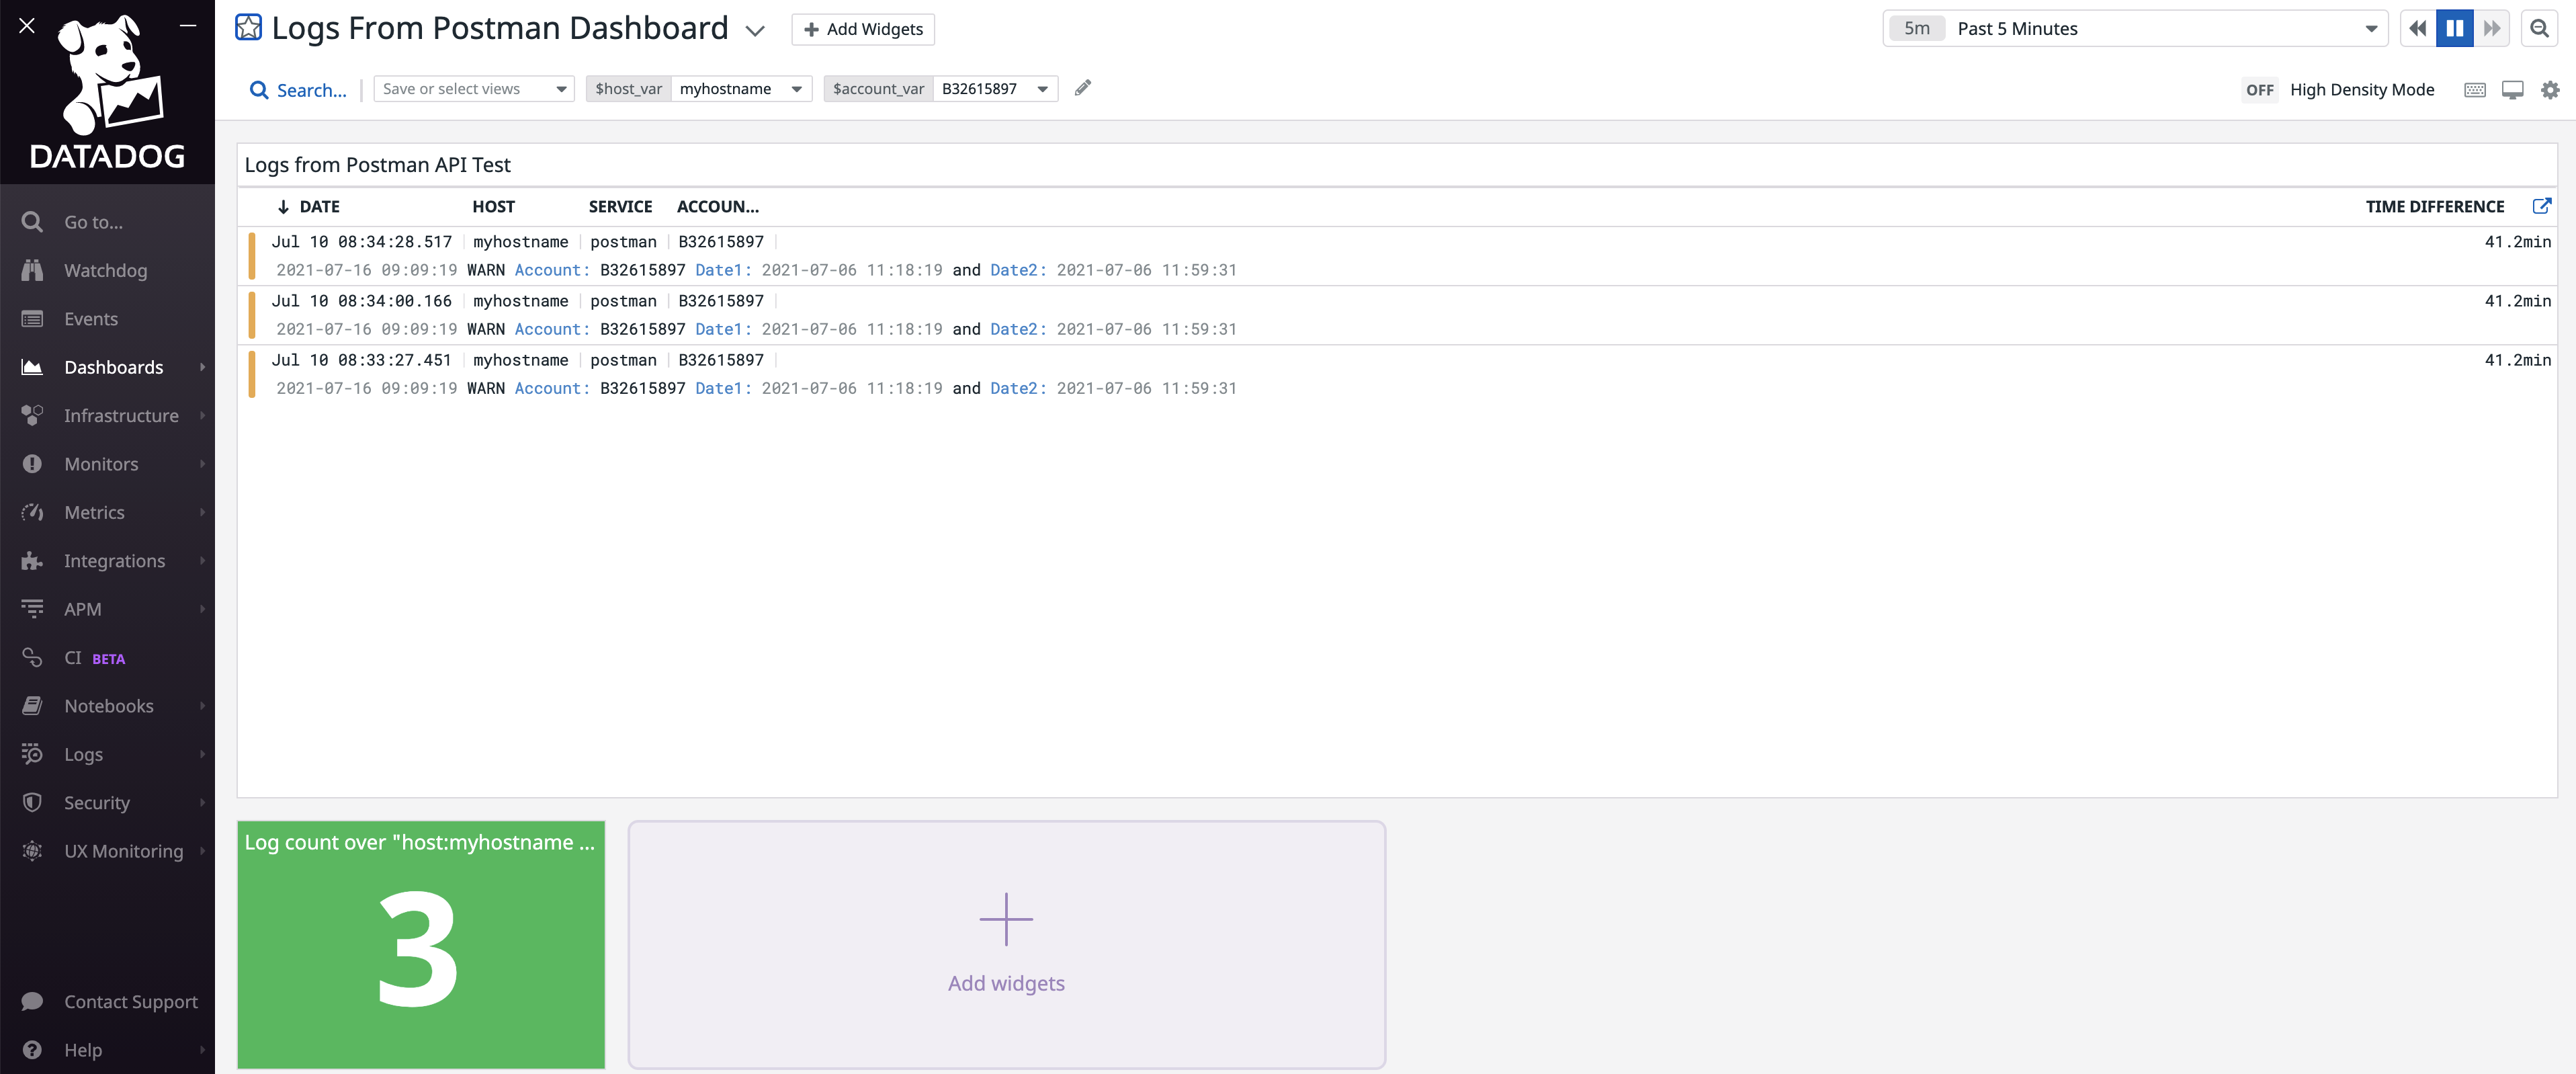 DATADOG
Go to...
Watchdog
Events
Dashboards
Infrastructure
Monitors
Metrics
Integrations
APM
CI BETA
Notebooks
Logs
Security
UX Monitoring
Contact Support
Help
Logs From Postman Dashboard
Add Widgets
5m Past 5 Minutes
Search...
Save or select views
$host_var myhostname
$account_var B32615897
OFF High Density Mode
Logs from Postman API Test
DATE HOST SERVICE ACCOUN... TIME DIFFERENCE
Jul 10 08:34:28.517 myhostname postman B32615897 41.2min
2021-07-16 09:09:19 WARN Account: B32615897 Date1: 2021-07-06 11:18:19 and Date2: 2021-07-06 11:59:31
Jul 10 08:34:00.166 myhostname postman B32615897 41.2min
2021-07-16 09:09:19 WARN Account: B32615897 Date1: 2021-07-06 11:18:19 and Date2: 2021-07-06 11:59:31
Jul 10 08:33:27.451 myhostname postman B32615897 41.2min
2021-07-16 09:09:19 WARN Account: B32615897 Date1: 2021-07-06 11:18:19 and Date2: 2021-07-06 11:59:31
Log count over "host:myhostname ...
3
Add widgets